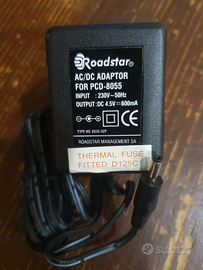 Roadstar®
AC/DC ADAPTOR
FOR PCD-8055
INPUT : 230V~50Hz
OUTPUT : DC 4.5V 600mA
ROADSTAR MANAGEMENT SA
THERMAL FUSE
FITTED D125C
SUBITO